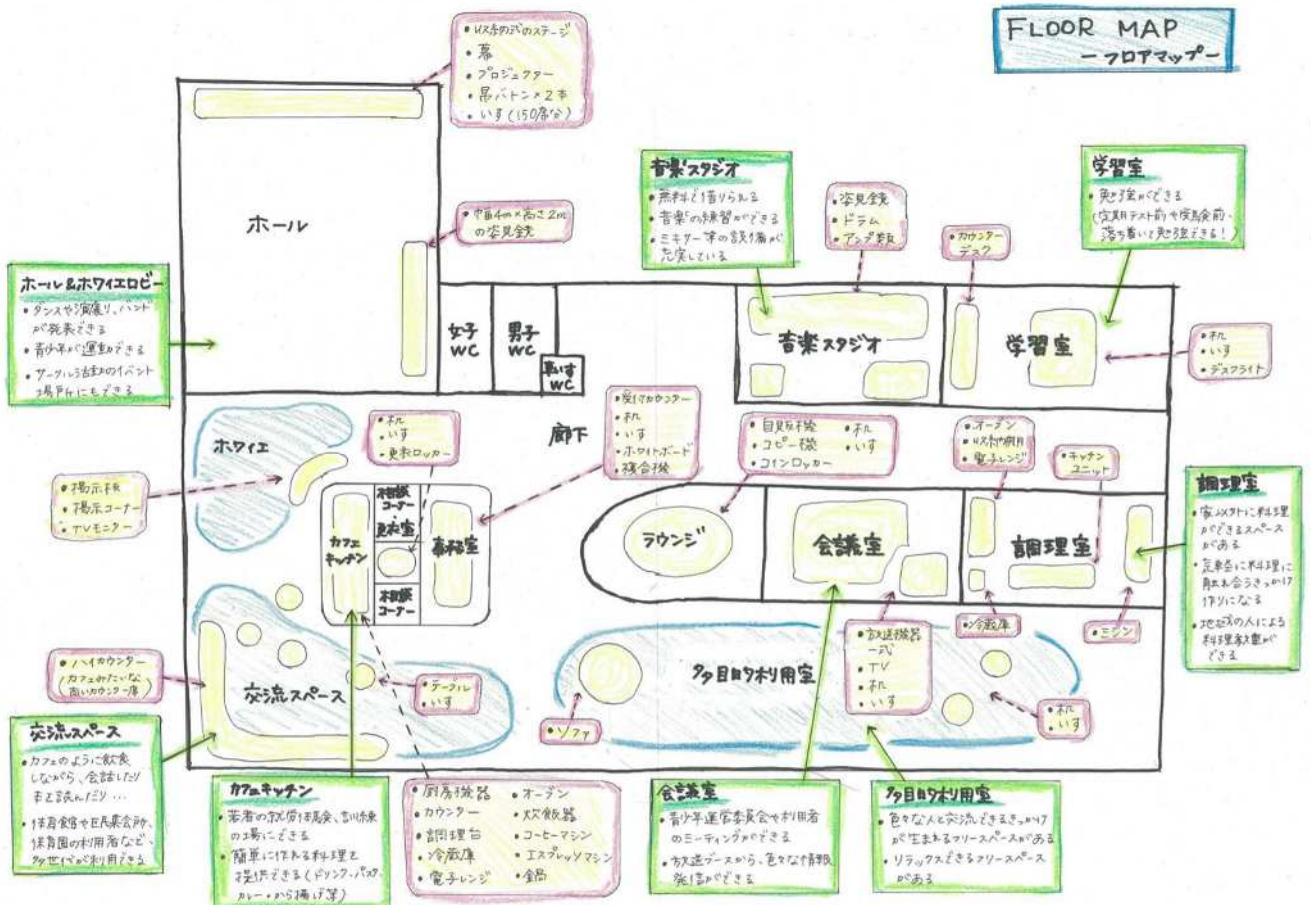 FLOOR MAP
ーフロアマップー
・収納式のステージ
・幕
・プロジェクター
・吊バトン×2本
・いす(150席分)
ホール
・幅4m×高さ2m
の姿見鏡
ホール&ホワイエロビー
・ダンスや演劇、バンド
が発表できる
・青少年が運動できる
・サークル活動のイベント
場所にもできる
音楽スタジオ
・無料で借りられる
・音楽の練習ができる
・ミキサー等の設備が
充実している
・姿見鏡
・ドラム
・アンプ類
・カウンター
デスク
学習室
・勉強ができる
(定期テスト前や受験前、
落ち着いて勉強できる!)
女子
WC
男子
WC
車いす
WC
音楽スタジオ
学習室
・机
・いす
・デスクライト
ホワイエ
・机
・いす
・更衣ロッカー
・受付カウンター
・机
・いす
・ホワイトボード
・複合機
廊下
・自販機
・コピー機
・コインロッカー
・机
・いす
・オーブン
・収納棚
・電子レンジ
・キッチン
ユニット
・掲示板
・掲示コーナー
・TVモニター
カフェ
キッチン
相談
コーナー
・
更衣室
相談
コーナー
事務室
ラウンジ
会議室
調理室
調理室
・家以外に料理
ができるスペース
がある
・気軽に料理に
触れ合うきっかけ
作りになる
・地域の人による
料理教室が
できる
・冷蔵庫
・ミシン
・放送機器
一式
・TV
・机
・いす
・ハイカウンター
(カフェみたいな
高いカウンター席)
交流スペース
・テーブル
・いす
・ソファ
多目的利用室
・机
・いす
交流スペース
・カフェのように飲食
しながら、会話したり
本を読んだり…
・体育館や区民集会所、
保育園の利用者など、
多世代が利用できる
カフェキッチン
・若者の就労体験、訓練
の場にできる
・簡単に作れる料理を
提供できる(ドリンク、パスタ、
カレー・から揚げ等)
・厨房機器
・カウンター
・調理台
・冷蔵庫
・電子レンジ
・オーブン
・炊飯器
・コーヒーマシン
・エスプレッソマシン
・鍋
会議室
・青少年運営委員会や利用者
のミーティングができる
・放送ブースから、色々な情報
発信ができる
多目的利用室
・色々な人と交流できるきっかけ
が生まれるフリースペースがある
・リラックスできるフリースペース
がある